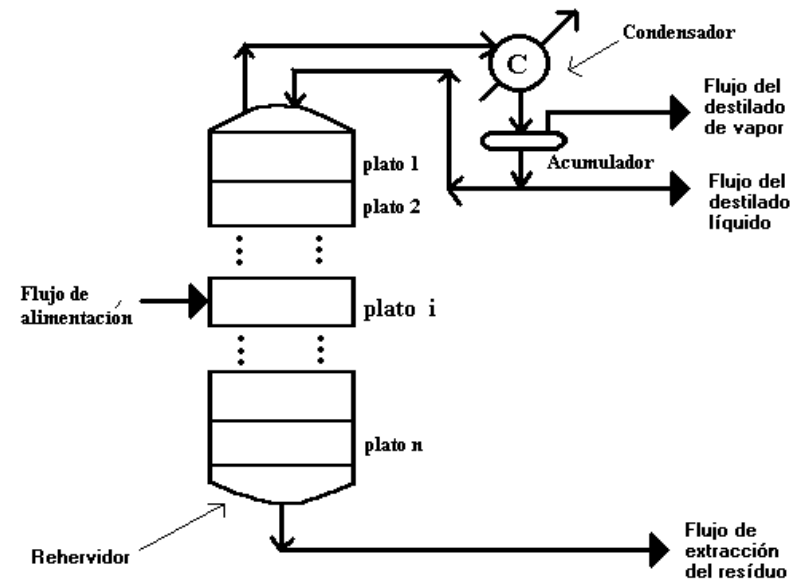 Condensador
C
Flujo del
destilado
de vapor
Acumulador
plato 1
Flujo del
destilado
líquido
plato 2
Flujo de
alimentación
plato i
plato n
Rehervidor
Flujo de
extracción
del resíduo